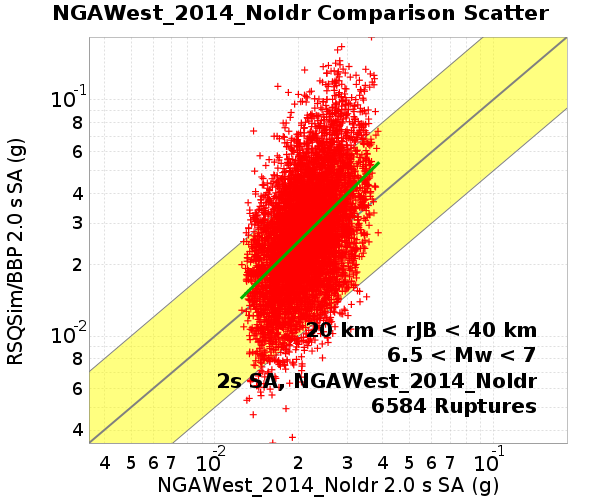 NGAWest_2014_NoIdr Comparison Scatter
RSQSim/BBP 2.0 s SA (g)
10-1
8
6
4
3
2
10-2
8
6
4
20 km < rJB < 40 km
6.5 < Mw < 7
2s SA, NGAWest_2014_NoIdr
6584 Ruptures
4 5 6 7 10-2 2 3 4 5 6 7 10-1
NGAWest_2014_NoIdr 2.0 s SA (g)